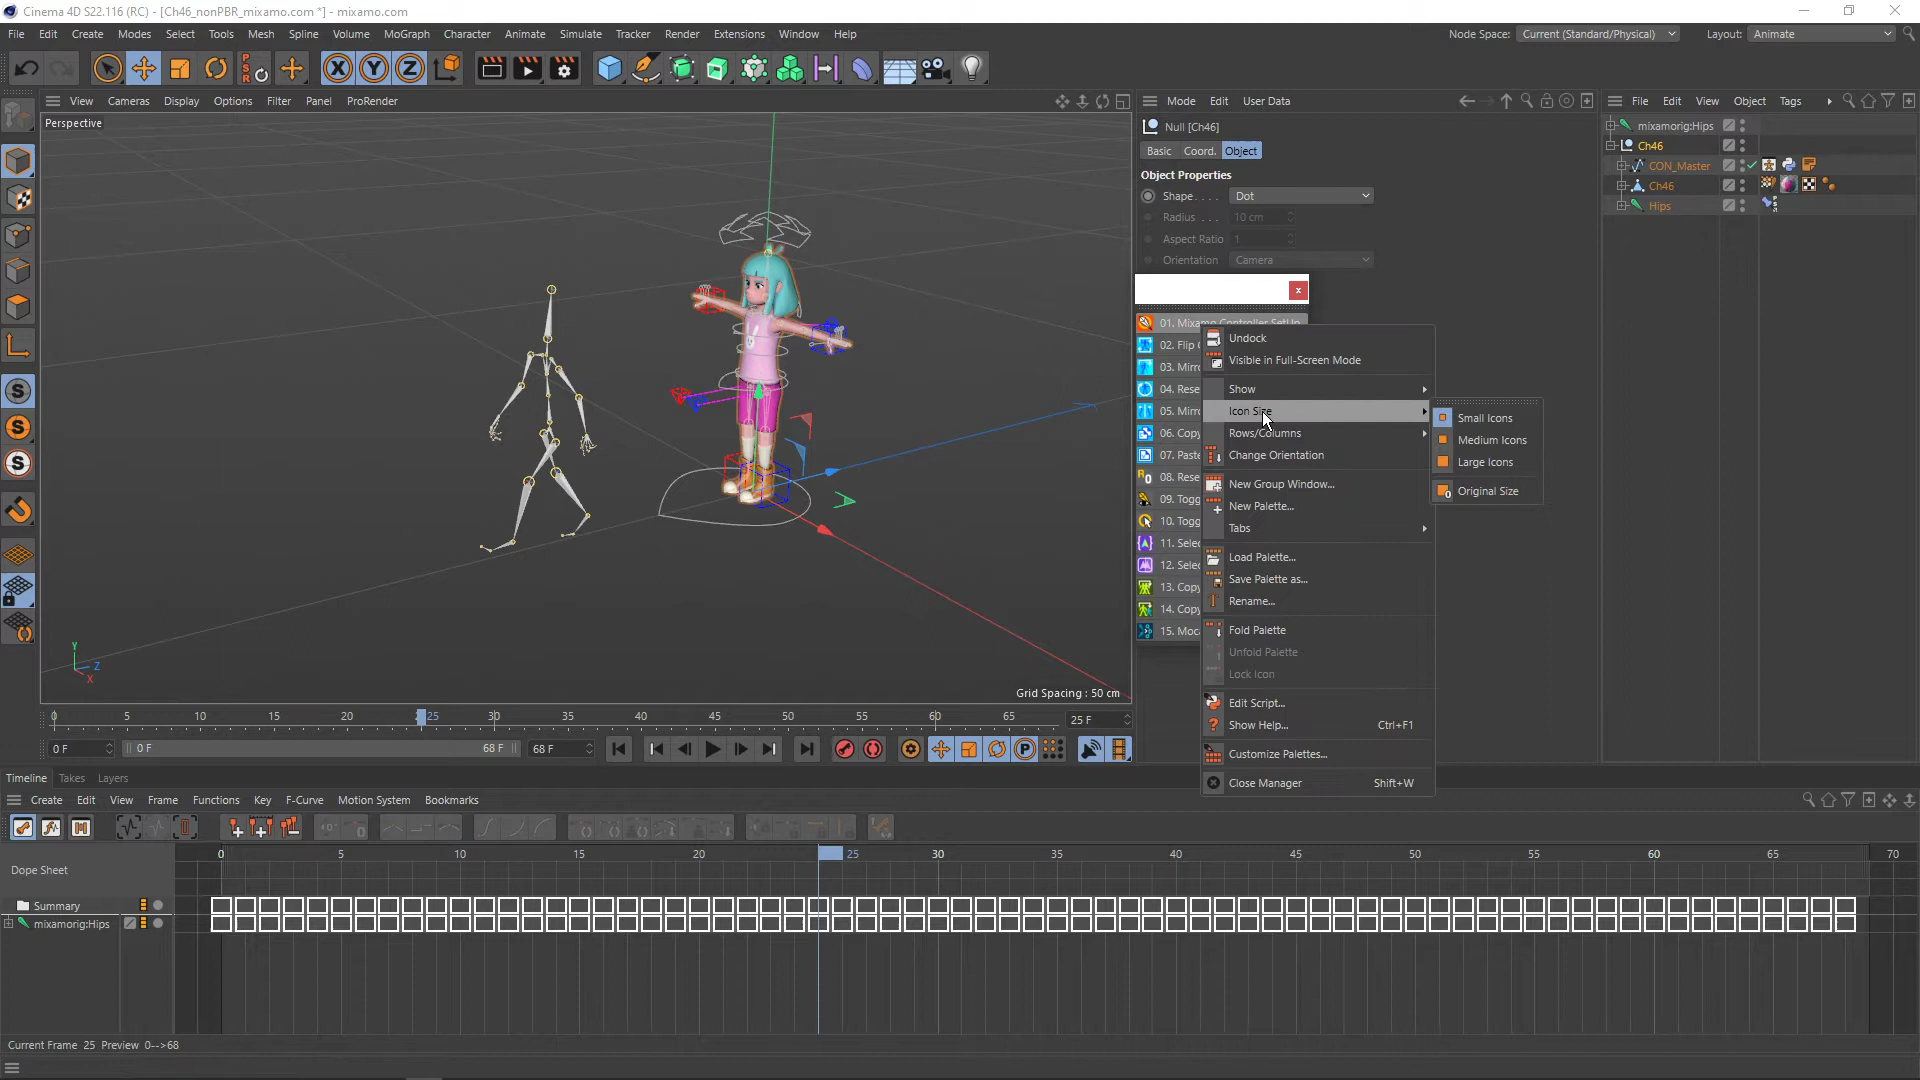 Cinema 4D S22.116 (RC) - [Ch46_nonPBR_mixamo.com *] - mixamo.com
File Edit Create Modes Select Tools Mesh Spline Volume MoGraph Character Animate Simulate Tracker Render Extensions Window Help
Node Space: Current (Standard/Physical) Layout: Animate
View Cameras Display Options Filter Panel ProRender
Perspective
Y
Z
X
Grid Spacing : 50 cm
Mode Edit User Data
Null [Ch46]
Basic Coord. Object
Object Properties
Shape. . . . Dot
Radius . . . 10 cm
Aspect Ratio 1
Orientation Camera
01. Mixamo Controller SetUp
02. Flip
03. Mirr
04. Rese
05. Mirr
06. Copy
07. Paste
08. Rese
09. Togg
10. Togg
11. Selec
12. Selec
13. Copy
14. Copy
15. Moc
Undock
Visible in Full-Screen Mode
Show
Icon Size
Rows/Columns
Change Orientation
New Group Window...
New Palette...
Tabs
Load Palette...
Save Palette as...
Rename...
Fold Palette
Unfold Palette
Lock Icon
Edit Script...
Show Help... Ctrl+F1
Customize Palettes...
Close Manager Shift+W
Small Icons
Medium Icons
Large Icons
Original Size
File Edit View Object Tags
mixamorig:Hips
Ch46
CON_Master
Ch46
Hips
0 5 10 15 20 25 30 35 40 45 50 55 60 65 25 F
0 F 0 F 68 F 68 F
Timeline Takes Layers
Create Edit View Frame Functions Key F-Curve Motion System Bookmarks
0 5 10 15 20 25 30 35 40 45 50 55 60 65 70
Dope Sheet
Summary
mixamorig:Hips
Current Frame 25 Preview 0-->68